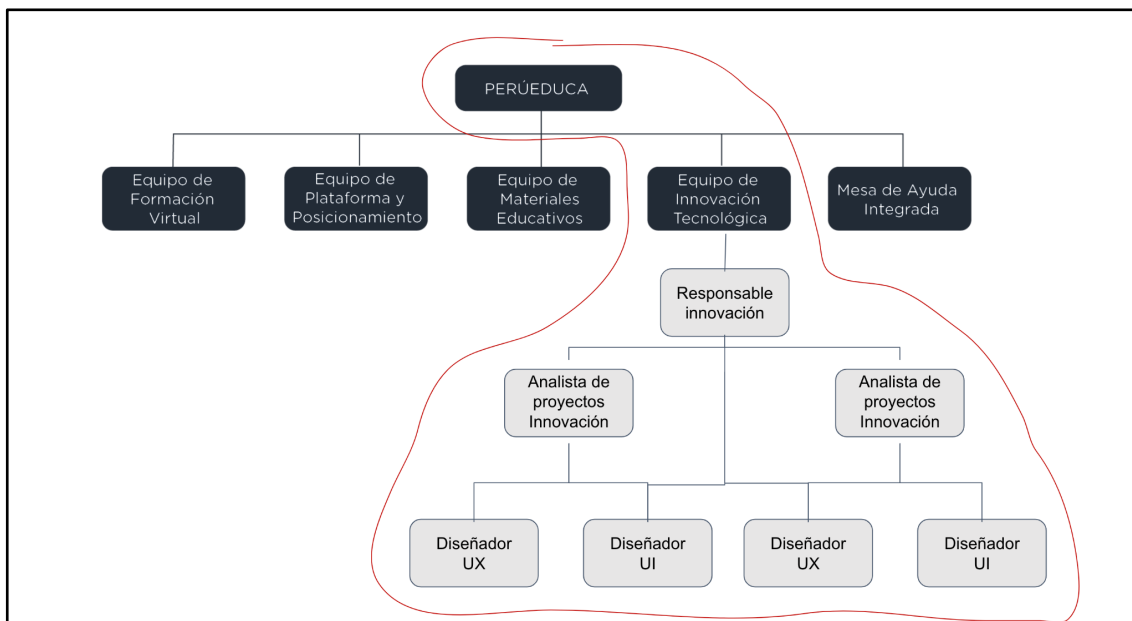 PERÚEDUCA
Equipo de
Formación
Virtual
Equipo de
Plataforma y
Posicionamiento
Equipo de
Materiales
Educativos
Equipo de
Innovación
Tecnológica
Mesa de Ayuda
Integrada
Responsable
innovación
Analista de
proyectos
Innovación
Analista de
proyectos
Innovación
Diseñador
UX
Diseñador
UI
Diseñador
UX
Diseñador
UI